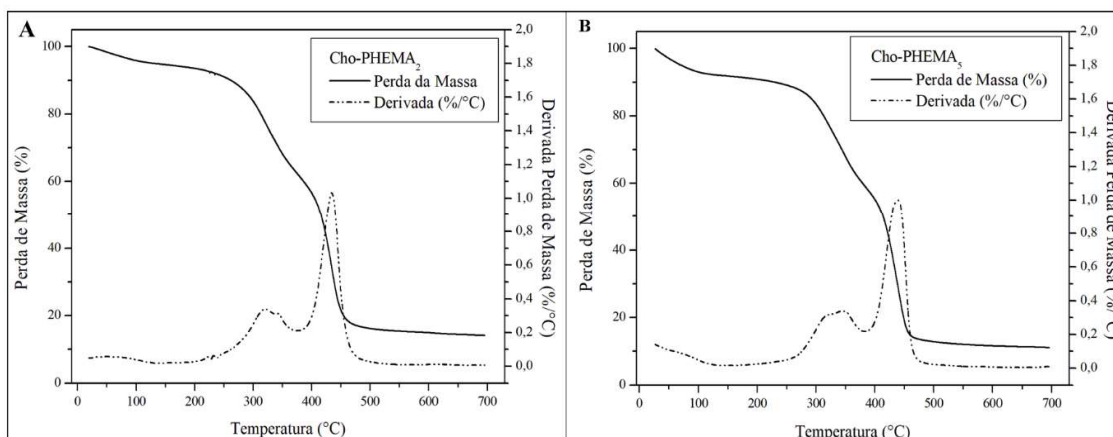 A
Cho-PHEMA₂
Perda da Massa
Derivada (%/°C)
Perda de Massa (%)
100
80
60
40
20
0
2,0
1,8
1,6
1,4
1,2
1,0
0,8
0,6
0,4
0,2
0,0
Derivada Perda de Massa (%/°C)
0 100 200 300 400 500 600 700
Temperatura (°C)
B
Cho-PHEMA₅
Perda de Massa (%)
Derivada (%/°C)
Perda de Massa (%)
100
80
60
40
20
0
2,0
1,8
1,6
1,4
1,2
1,0
0,8
0,6
0,4
0,2
0,0
Derivada Perda de Massa (%/°C)
0 100 200 300 400 500 600 700
Temperatura (°C)